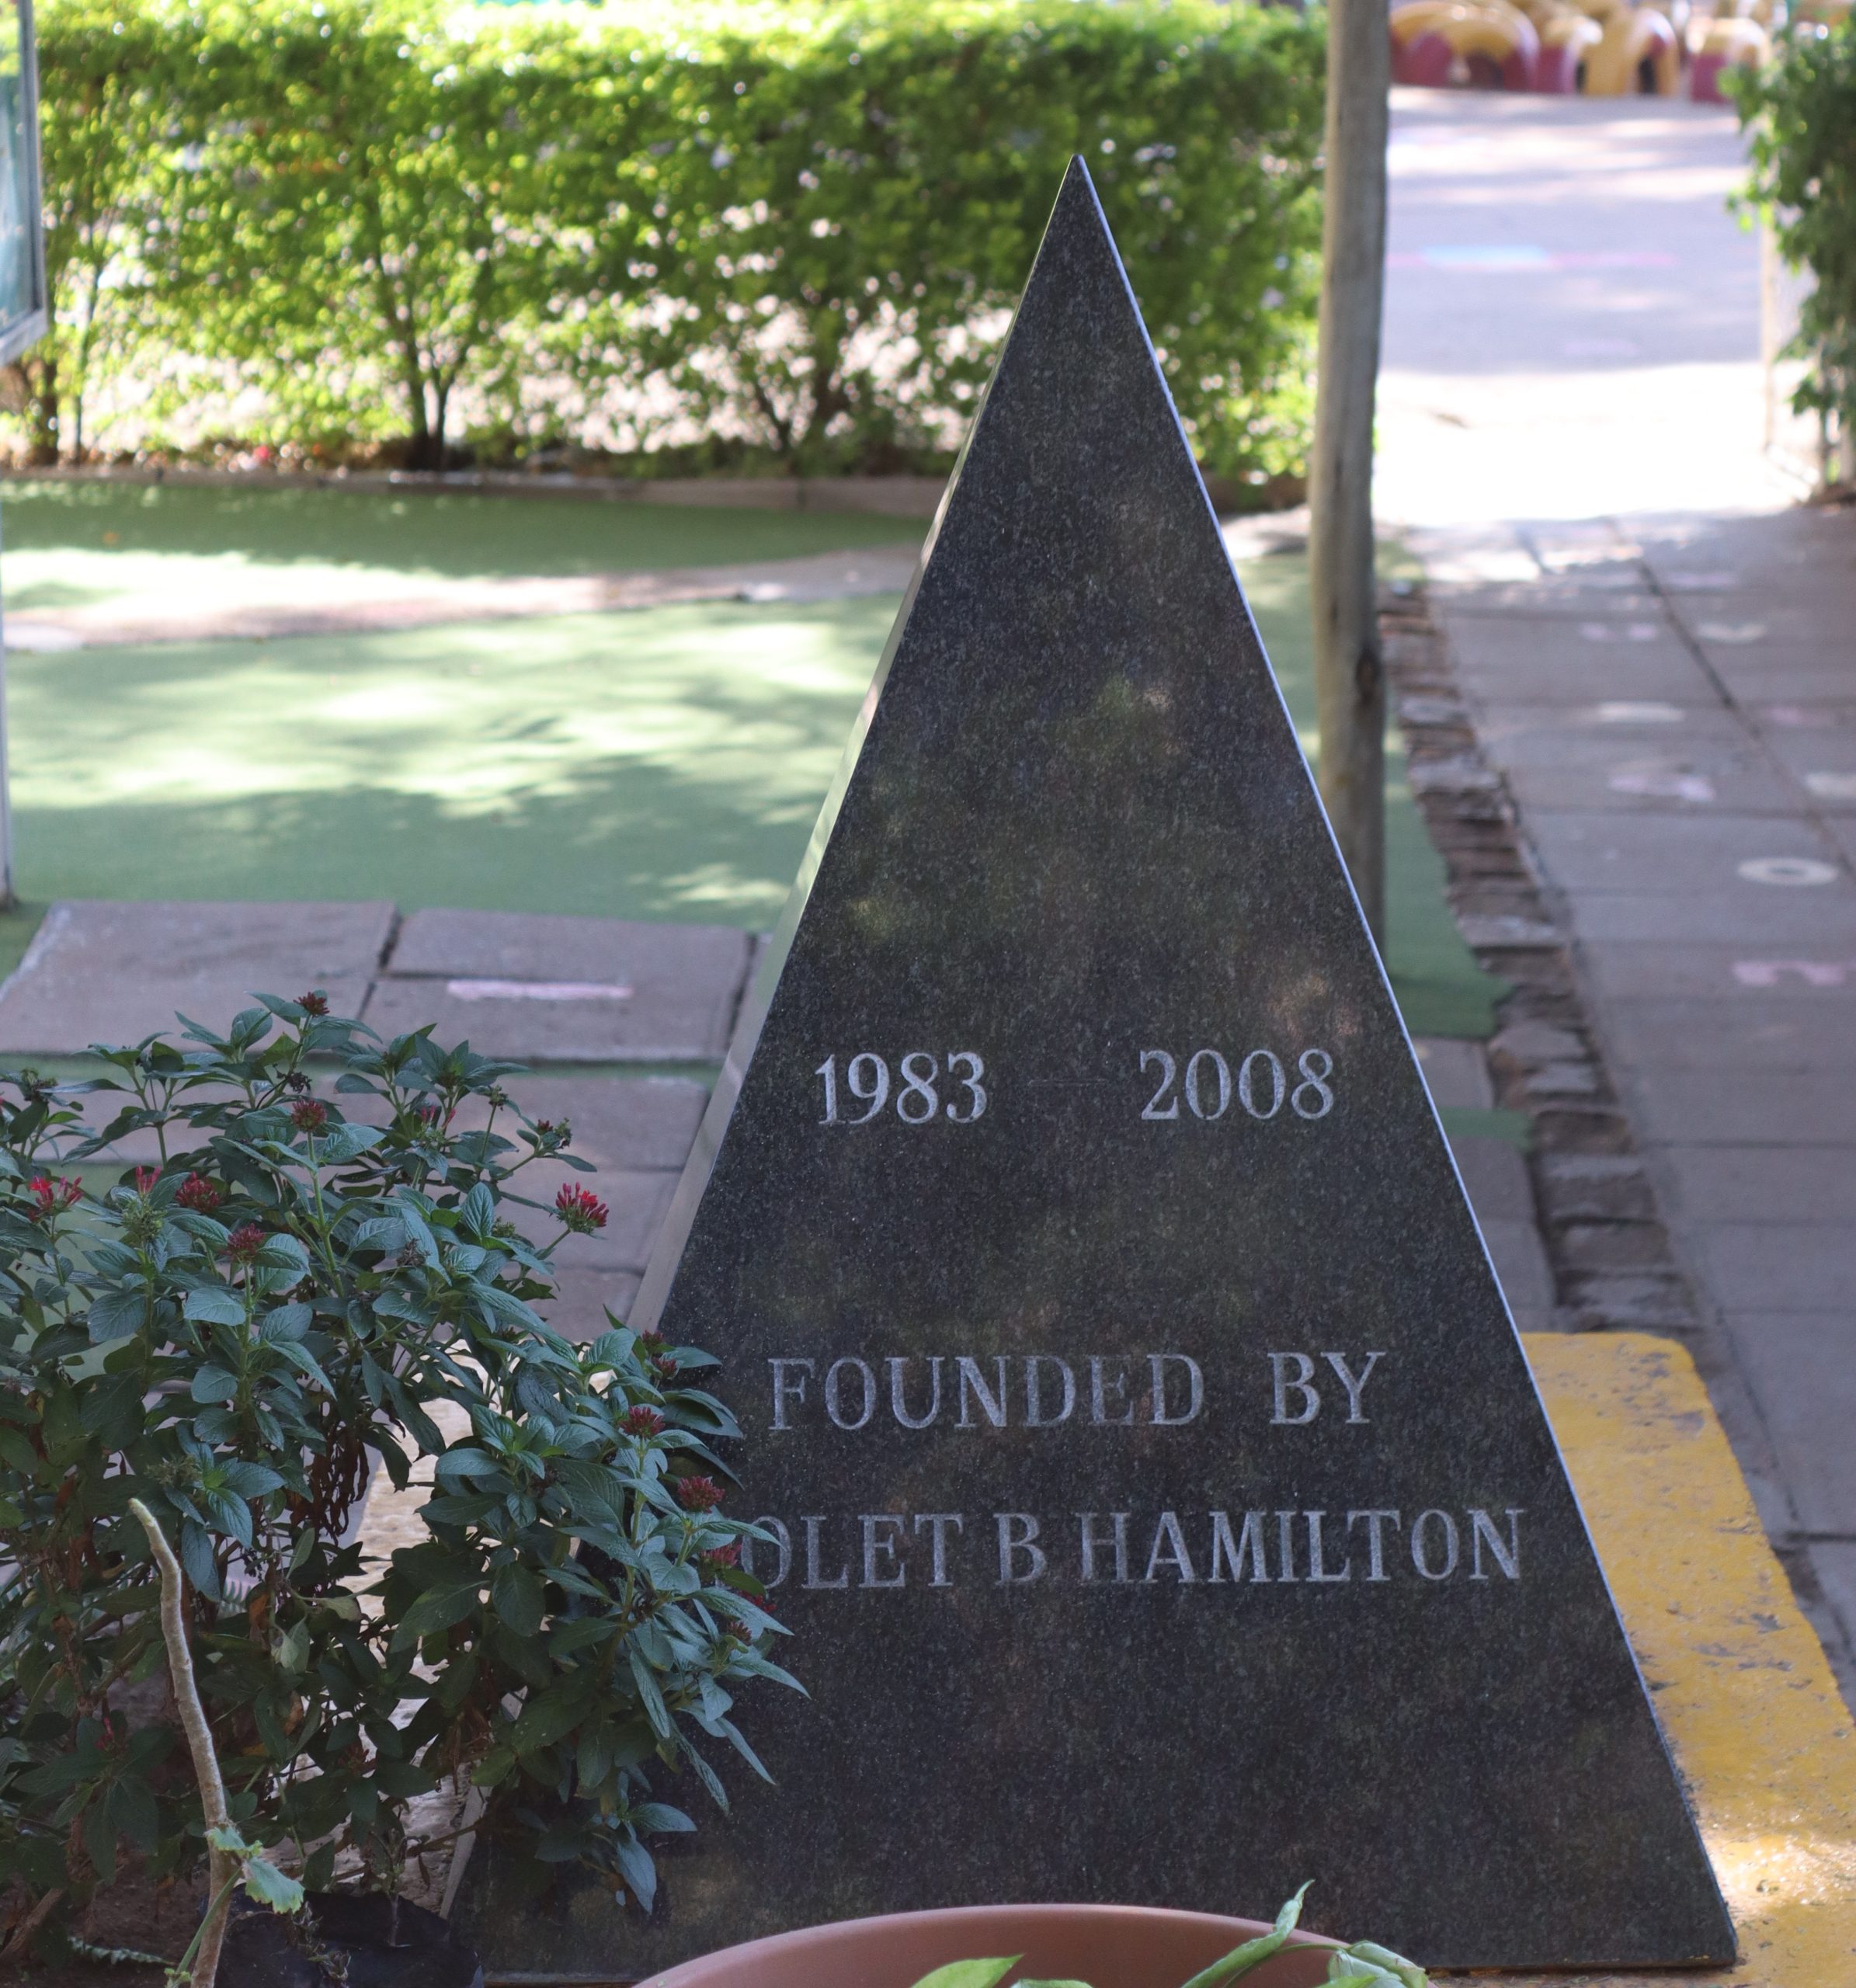 1983 — 2008
FOUNDED BY
OLET B HAMILTON